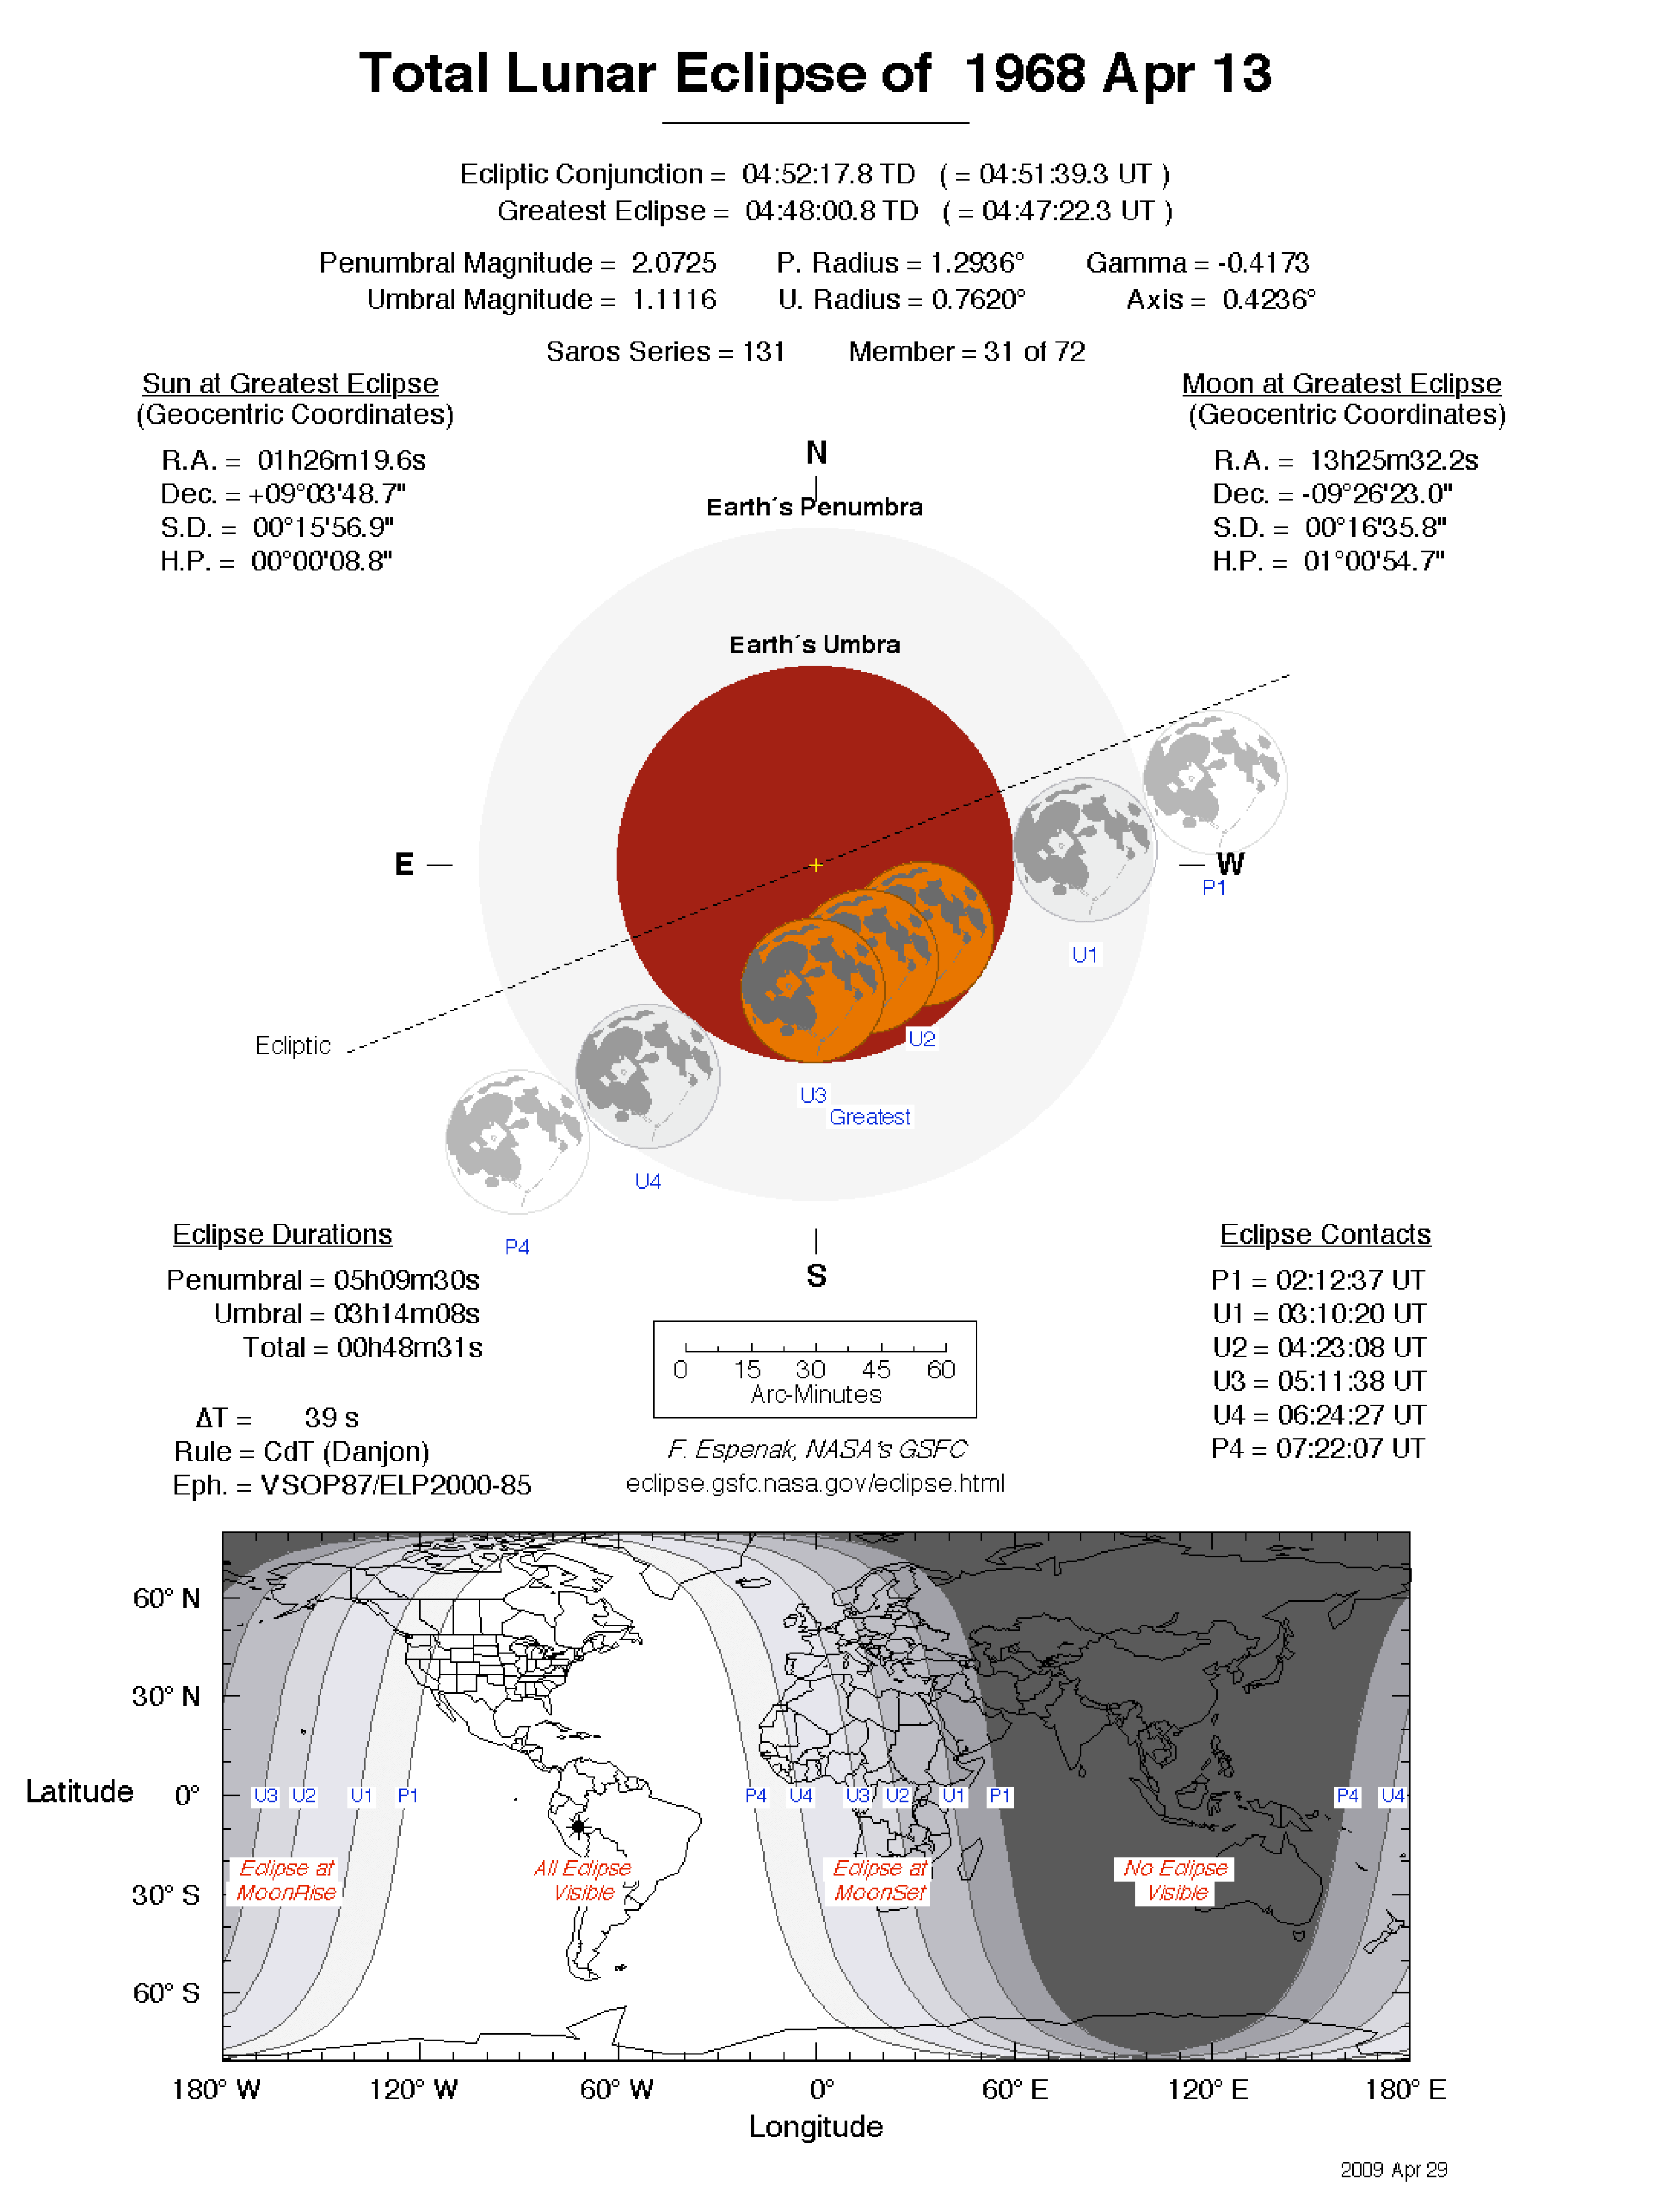 Total Lunar Eclipse of 1968 Apr 13
Ecliptic Conjunction = 04:52:17.8 TD ( = 04:51:39.3 UT )
Greatest Eclipse = 04:48:00.8 TD ( = 04:47:22.3 UT )
Penumbral Magnitude = 2.0725 P. Radius = 1.2936° Gamma = -0.4173
Umbral Magnitude = 1.1116 U. Radius = 0.7620° Axis = 0.4236°
Saros Series = 131 Member = 31 of 72
Sun at Greatest Eclipse
(Geocentric Coordinates)
R.A. = 01h26m19.6s
Dec. = +09°03'48.7"
S.D. = 00°15'56.9"
H.P. = 00°00'08.8"
Moon at Greatest Eclipse
(Geocentric Coordinates)
R.A. = 13h25m32.2s
Dec. = -09°26'23.0"
S.D. = 00°16'35.8"
H.P. = 01°00'54.7"
N
Earth´s Penumbra
Earth´s Umbra
E
W
P1
U1
Ecliptic
U2
U3
Greatest
U4
P4
S
Eclipse Durations
Penumbral = 05h09m30s
Umbral = 03h14m08s
Total = 00h48m31s
ΔT = 39 s
Rule = CdT (Danjon)
Eph. = VSOP87/ELP2000-85
0 15 30 45 60
Arc-Minutes
F. Espenak, NASA's GSFC
eclipse.gsfc.nasa.gov/eclipse.html
Eclipse Contacts
P1 = 02:12:37 UT
U1 = 03:10:20 UT
U2 = 04:23:08 UT
U3 = 05:11:38 UT
U4 = 06:24:27 UT
P4 = 07:22:07 UT
60° N
30° N
Latitude 0°
30° S
60° S
U3 U2 U1 P1 P4 U4 U3 U2 U1 P1 P4 U4
Eclipse at
MoonRise
All Eclipse
Visible
Eclipse at
MoonSet
No Eclipse
Visible
180° W 120° W 60° W 0° 60° E 120° E 180° E
Longitude
2009 Apr 29